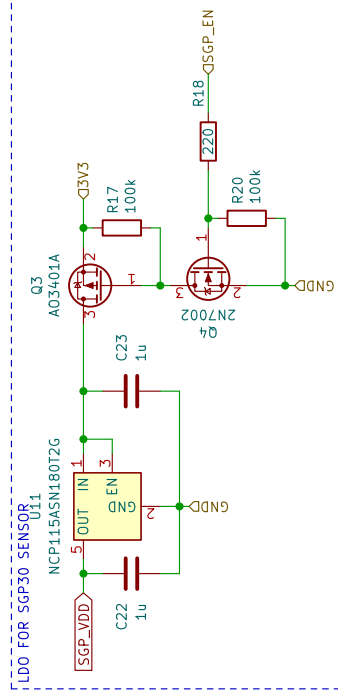 LDO FOR SGP30 SENSOR
SGP_VDD
C22
1u
U11
NCP115ASN180T2G
5
OUT
IN
1
EN
3
GND
2
GND
C23
1u
Q3
AO3401A
3
2
1
3V3
R17
100k
Q4
2N7002
3
1
2
R18
220
SGP_EN
R20
100k
GND